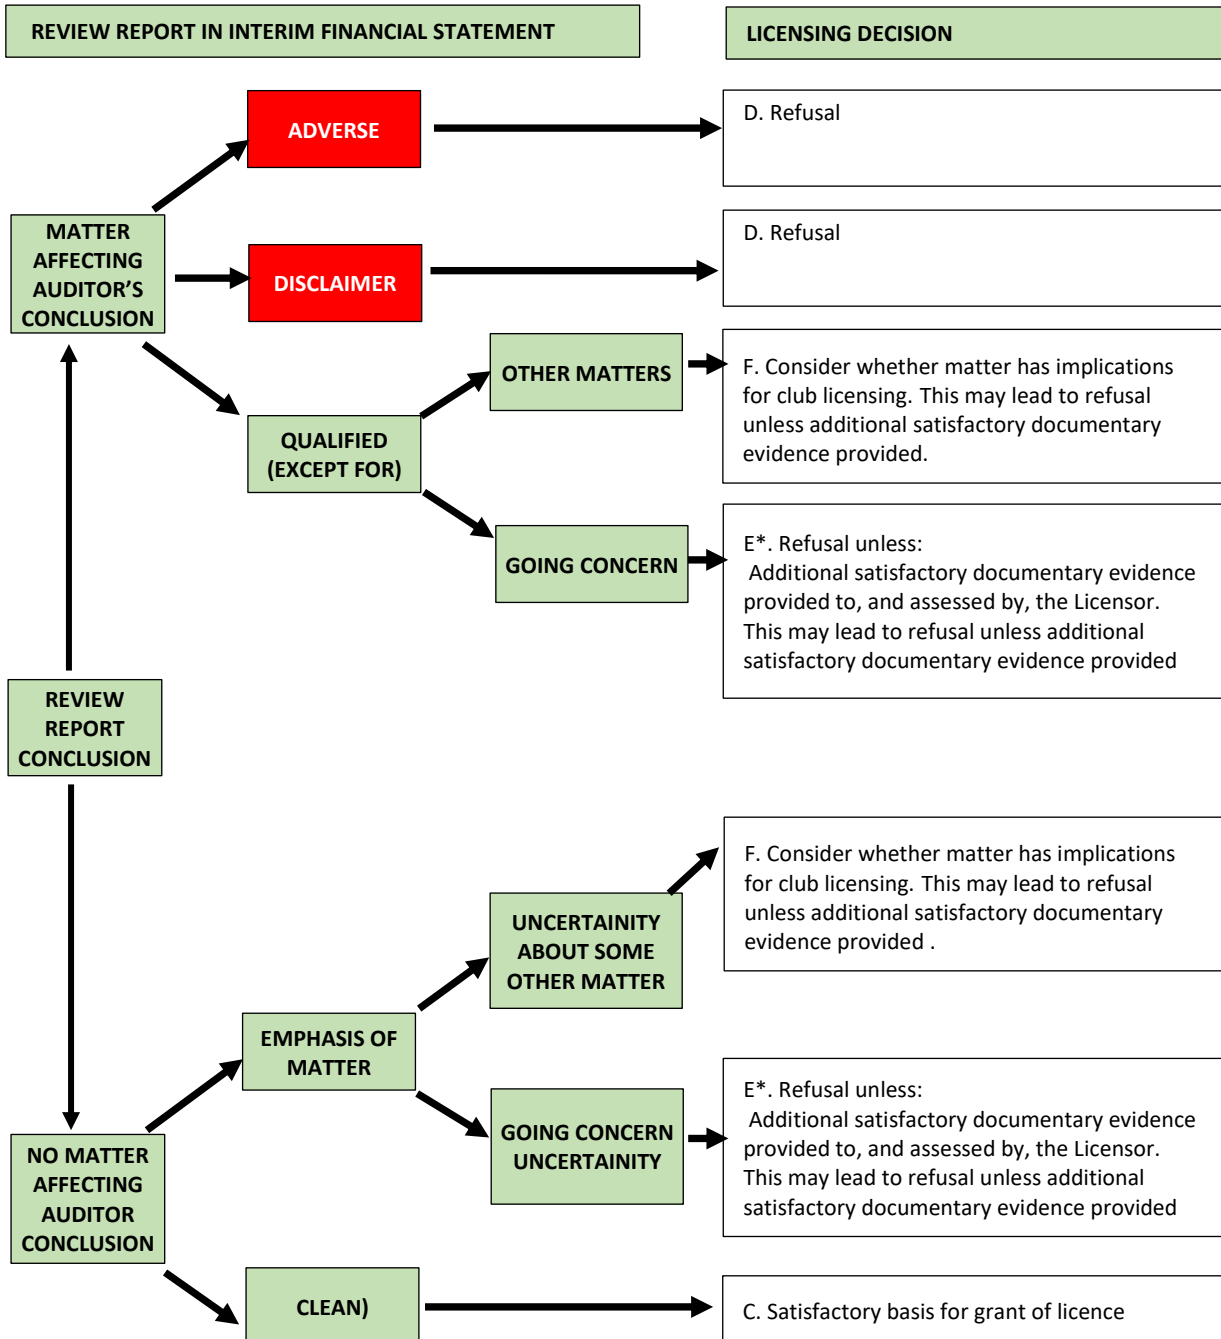 REVIEW REPORT IN INTERIM FINANCIAL STATEMENT
LICENSING DECISION
ADVERSE
D. Refusal
MATTER
AFFECTING
AUDITOR'S
CONCLUSION
DISCLAIMER
D. Refusal
OTHER MATTERS
F. Consider whether matter has implications
for club licensing. This may lead to refusal
unless additional satisfactory documentary
evidence provided.
QUALIFIED
(EXCEPT FOR)
GOING CONCERN
E*. Refusal unless:
Additional satisfactory documentary evidence
provided to, and assessed by, the Licensor.
This may lead to refusal unless additional
satisfactory documentary evidence provided
REVIEW
REPORT
CONCLUSION
F. Consider whether matter has implications
for club licensing. This may lead to refusal
unless additional satisfactory documentary
evidence provided .
UNCERTAINITY
ABOUT SOME
OTHER MATTER
EMPHASIS OF
MATTER
GOING CONCERN
UNCERTAINITY
E*. Refusal unless:
Additional satisfactory documentary evidence
provided to, and assessed by, the Licensor.
This may lead to refusal unless additional
satisfactory documentary evidence provided
NO MATTER
AFFECTING
AUDITOR
CONCLUSION
CLEAN)
C. Satisfactory basis for grant of licence